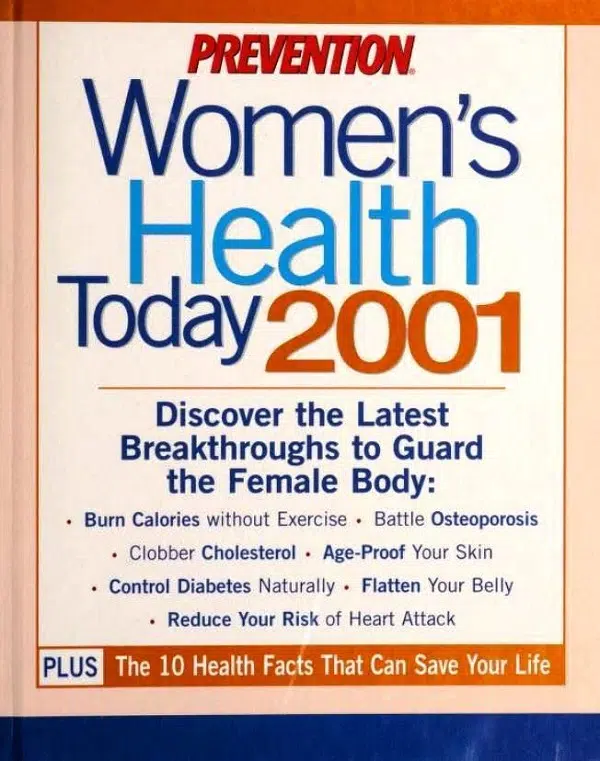 PREVENTION®
Women's
Health
Today 2001
Discover the Latest
Breakthroughs to Guard
the Female Body:
• Burn Calories without Exercise • Battle Osteoporosis
• Clobber Cholesterol • Age-Proof Your Skin
• Control Diabetes Naturally • Flatten Your Belly
• Reduce Your Risk of Heart Attack
PLUS The 10 Health Facts That Can Save Your Life